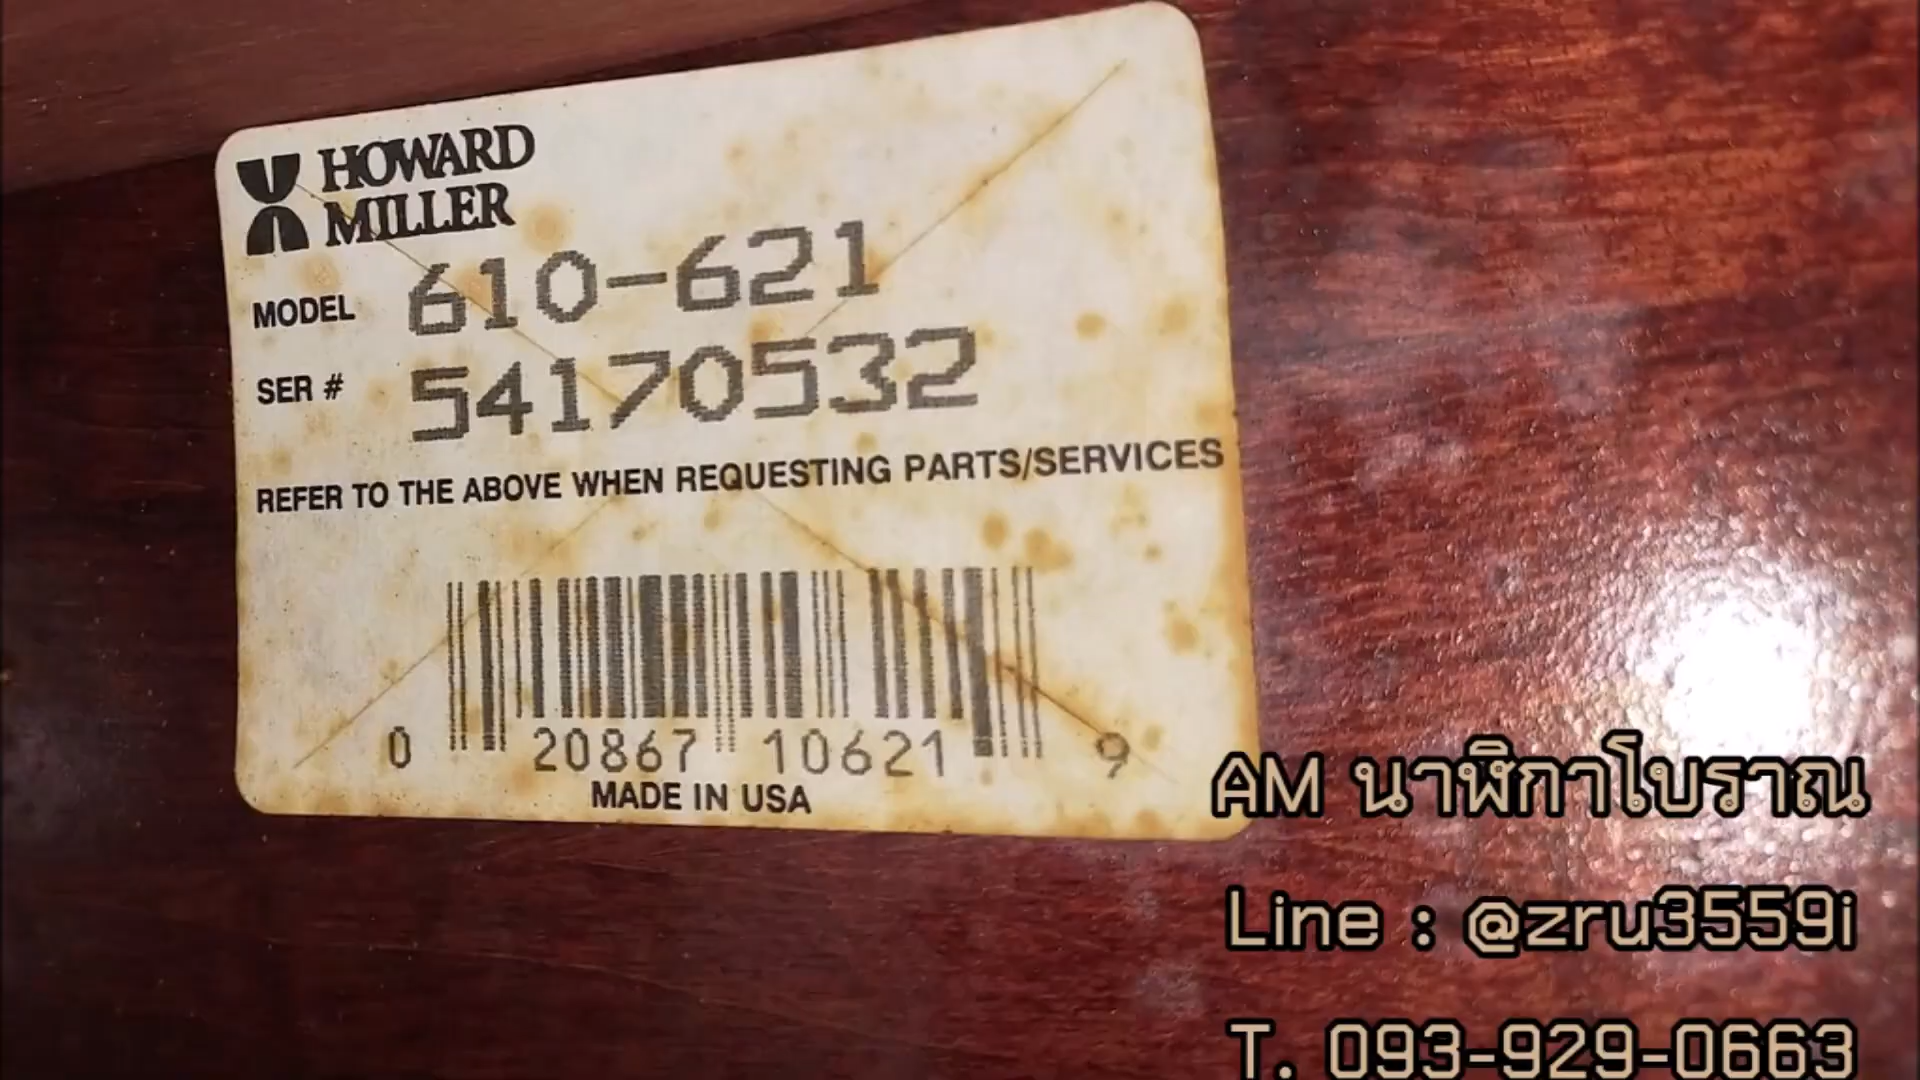 HOWARD
MILLER
MODEL 610-621
SER # 54170532
REFER TO THE ABOVE WHEN REQUESTING PARTS/SERVICES
0 20867 10621 9
MADE IN USA
AM นาฬิกาโบราณ
Line : @zru3559i
T. 093-929-0663